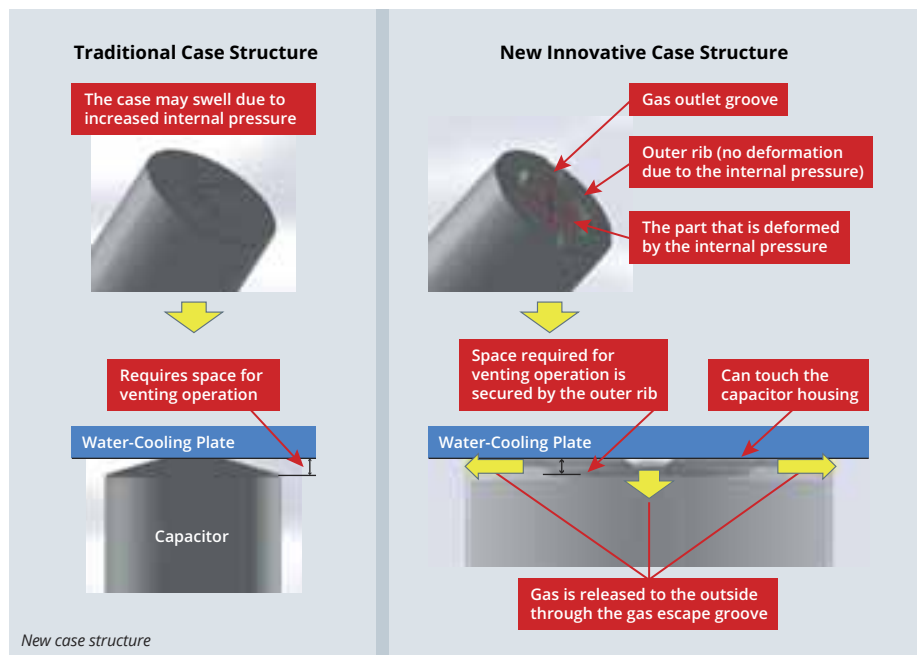 Traditional Case Structure
The case may swell due to
increased internal pressure
Requires space for
venting operation
Water-Cooling Plate
Capacitor
New case structure
New Innovative Case Structure
Gas outlet groove
Outer rib (no deformation
due to the internal pressure)
The part that is deformed
by the internal pressure
Space required for
venting operation is
secured by the outer rib
Can touch the
capacitor housing
Water-Cooling Plate
Gas is released to the outside
through the gas escape groove